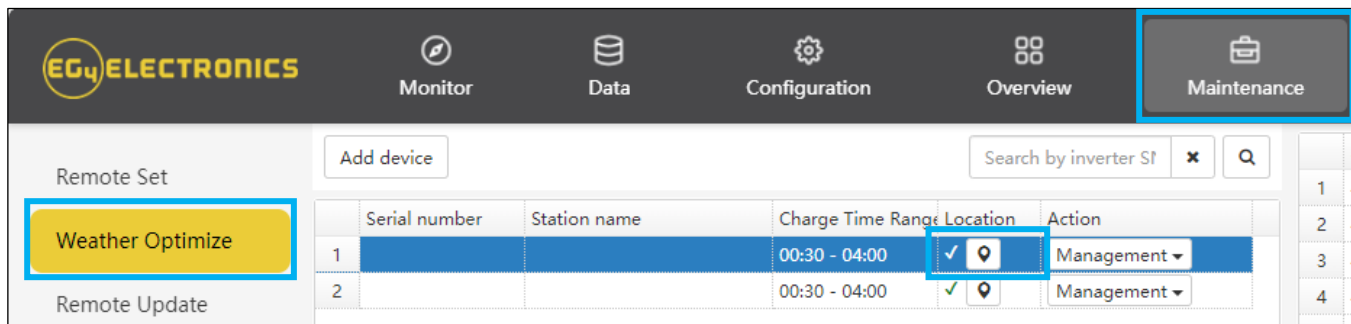 EG4 ELECTRONICS
Monitor
Data
Configuration
Overview
Maintenance
Remote Set
Weather Optimize
Remote Update
Add device
Search by inverter
Serial number Station name Charge Time Range Location Action
1 00:30 - 04:00 Management
2 00:30 - 04:00 Management
1
2
3
4